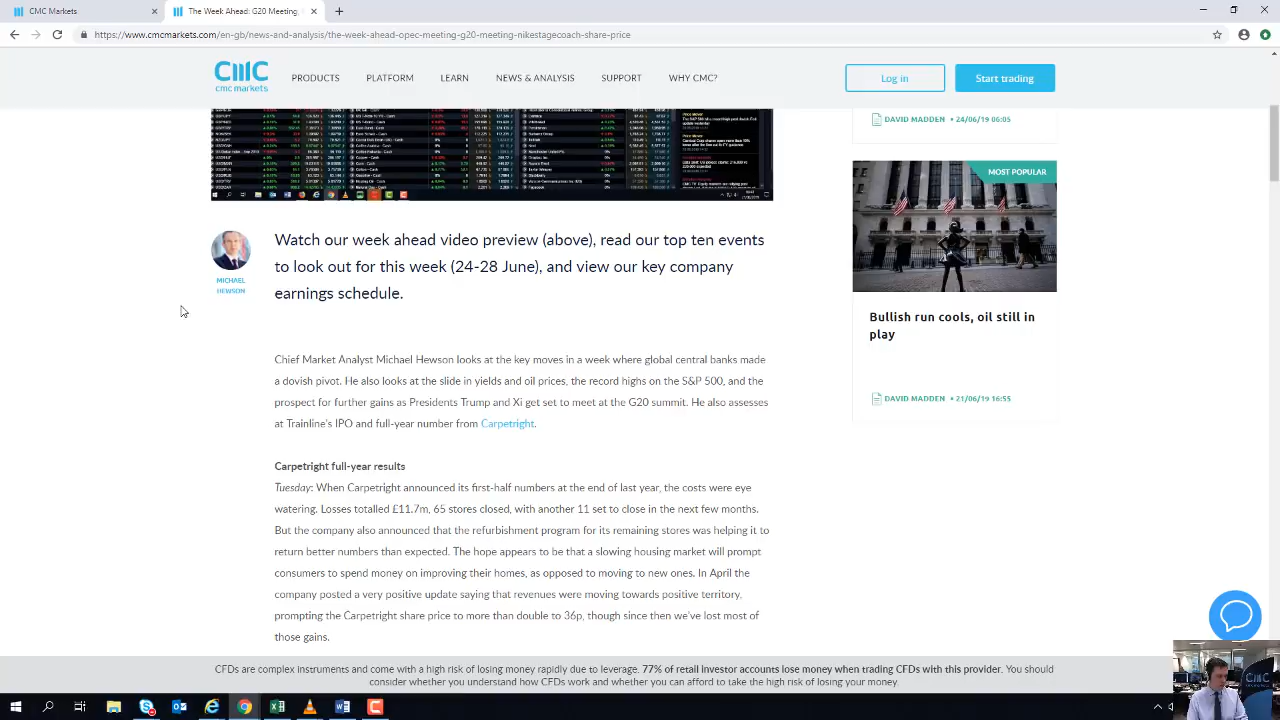 CMC Markets
The Week Ahead: G20 Meeting,
https://www.cmcmarkets.com/en-gb/news-and-analysis/the-week-ahead-opec-meeting-g20-meeting-nikestagecoach-share-price
cmc markets
PRODUCTS
PLATFORM
LEARN
NEWS & ANALYSIS
SUPPORT
WHY CMC?
Log in
Start trading
DAVID MADDEN • 24/06/19 06:05
MOST POPULAR
Watch our week ahead video preview (above), read our top ten events
to look out for this week (24-28 June), and view our key company
earnings schedule.
MICHAEL
HEWSON
Bullish run cools, oil still in
play
DAVID MADDEN • 21/06/19 16:55
Chief Market Analyst Michael Hewson looks at the key moves in a week where global central banks made
a dovish pivot. He also looks at the slide in yields and oil prices, the record highs on the S&P 500, and the
prospect for further gains as Presidents Trump and Xi get set to meet at the G20 summit. He also assesses
at Trainline's IPO and full-year number from Carpetright.
Carpetright full-year results
Tuesday: When Carpetright announced its first-half numbers at the end of last year, the costs were eye
watering. Losses totalled £11.7m, 65 stores closed, with another 11 set to close in the next few months.
But the company also announced that the refurbishment program for its remaining stores was helping it to
return better numbers than expected. The hope appears to be that a slowing housing market will prompt
consumers to spend money on improving their homes, as opposed to moving to new ones. In April the
company posted a very positive update saying that revenues were moving towards positive territory,
prompting the Carpetright share price to more than double to 36p, though since then we've lost most of
those gains.
CFDs are complex instruments and come with a high risk of losing money rapidly due to leverage. 77% of retail investor accounts lose money when trading CFDs with this provider. You should
consider whether you understand how CFDs work and whether you can afford to take the high risk of losing your money.